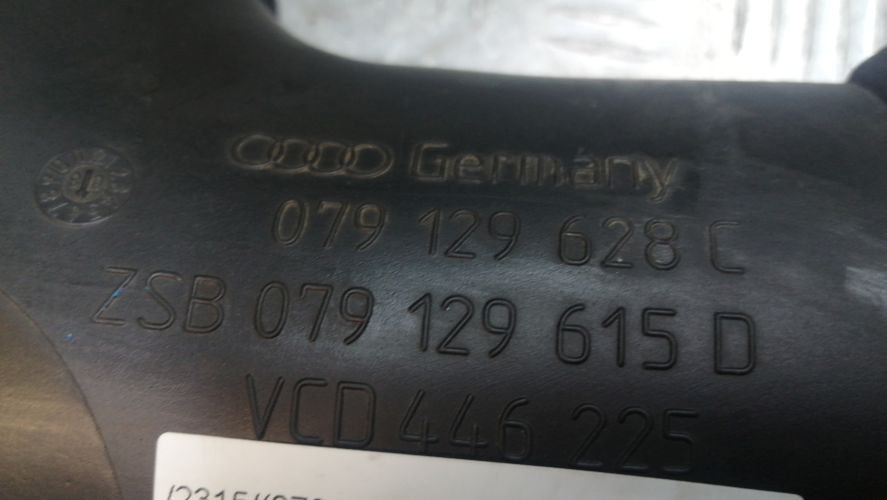 Germany
079 129 628 C
ZSB 079 129 615 D
VCD 446 225